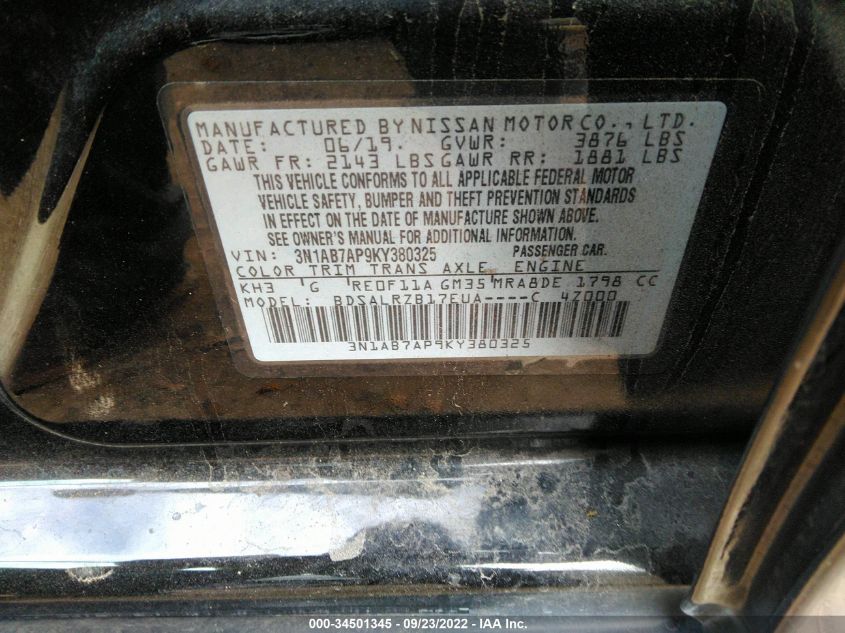 MANUFACTURED BY NISSAN MOTOR CO., LTD.
DATE: 06/19. GVWR: 3876 LBS
GAWR FR: 2143 LBS GAWR RR: 1881 LBS
THIS VEHICLE CONFORMS TO ALL APPLICABLE FEDERAL MOTOR
VEHICLE SAFETY, BUMPER AND THEFT PREVENTION STANDARDS
IN EFFECT ON THE DATE OF MANUFACTURE SHOWN ABOVE.
SEE OWNER'S MANUAL FOR ADDITIONAL INFORMATION.
VIN: 3N1AB7AP9KY380325 PASSENGER CAR.
COLOR TRIM TRANS AXLE ENGINE
KH3 G RE0F11A GM35 MRA8DE 1798 CC
MODEL: BDSALRZB17EUA----C 4Z000
3N1AB7AP9KY380325
000-34501345 - 09/23/2022 - IAA Inc.